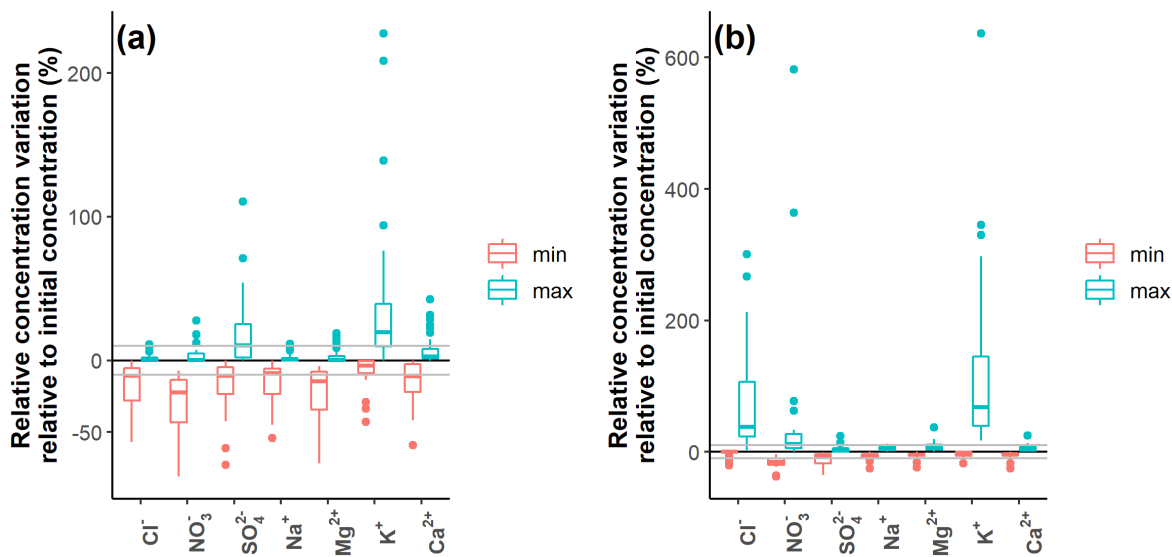 (a)
Relative concentration variation
relative to initial concentration (%)
200
100
0
-50
Cl⁻
NO₃⁻
SO₄²⁻
Na⁺
Mg²⁺
K⁺
Ca²⁺
min
max
(b)
Relative concentration variation
relative to initial concentration (%)
600
400
200
0
Cl⁻
NO₃⁻
SO₄²⁻
Na⁺
Mg²⁺
K⁺
Ca²⁺
min
max